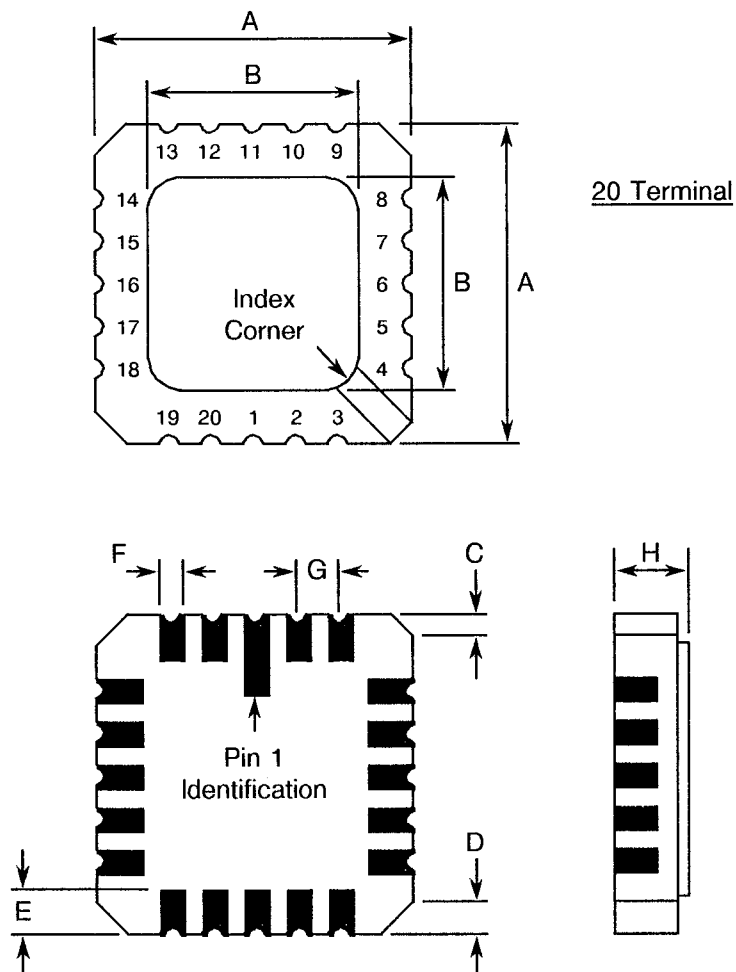 A
B
13 12 11 10 9
20 Terminal
14 8
15 7
16 6
17 5
18 4
B
A
Index
Corner
19 20 1 2 3
F
G
C
H
Pin 1
Identification
D
E